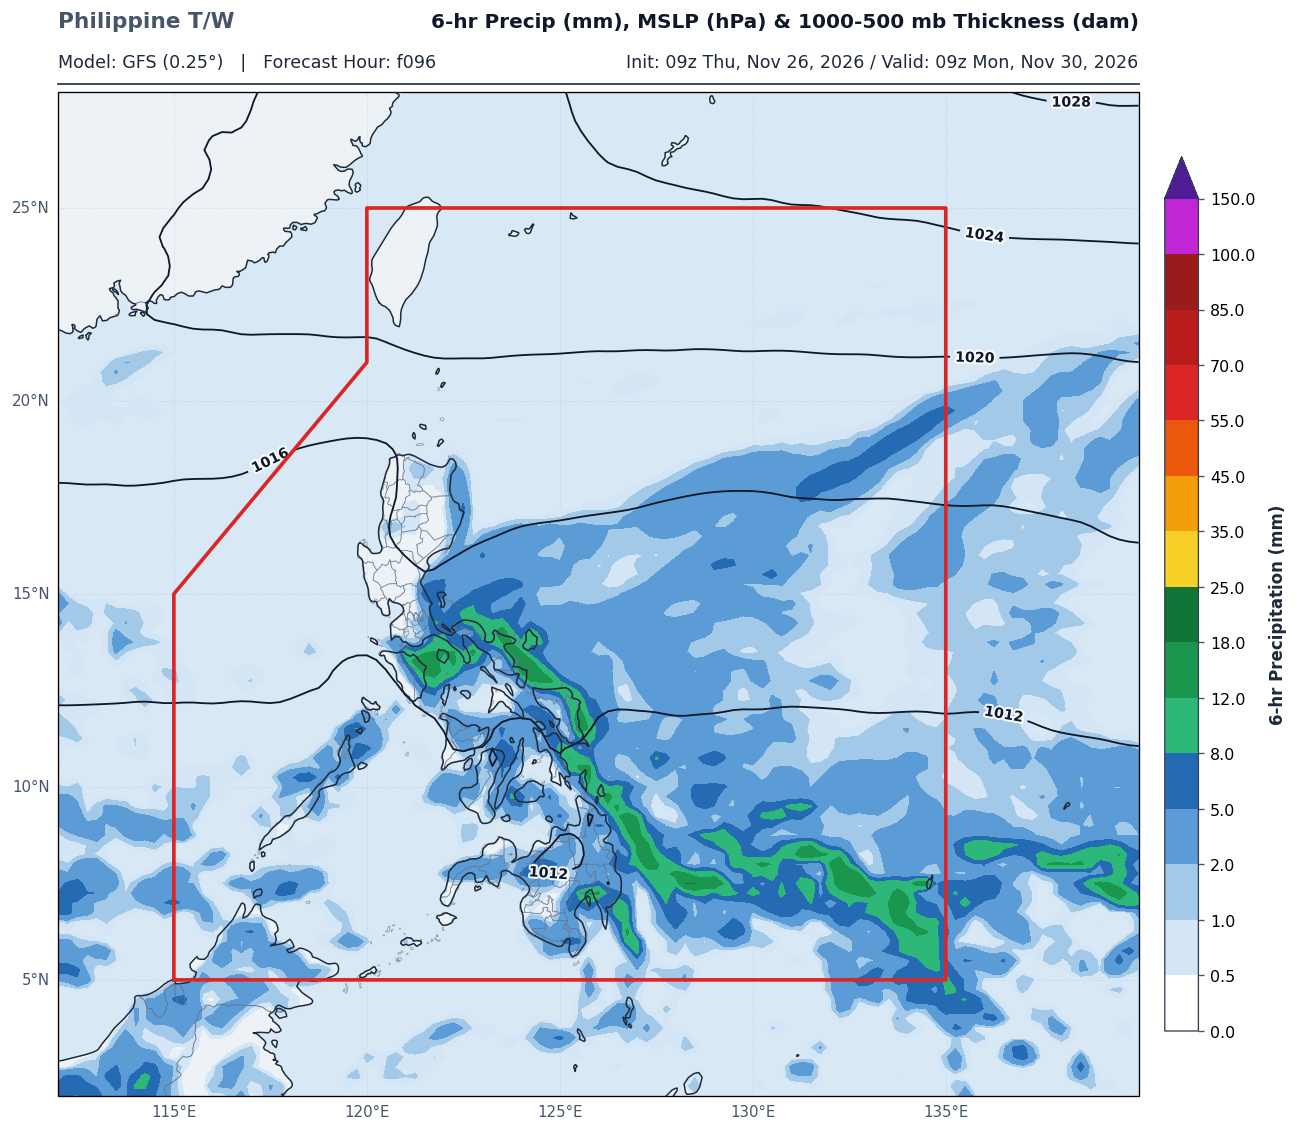 Philippine T/W
6-hr Precip (mm), MSLP (hPa) & 1000-500 mb Thickness (dam)
Model: GFS (0.25°) | Forecast Hour: f096
Init: 09z Thu, Nov 26, 2026 / Valid: 09z Mon, Nov 30, 2026
1028
1024
1020
1016
1012
1012
25°N
20°N
15°N
10°N
5°N
115°E
120°E
125°E
130°E
135°E
150.0
100.0
85.0
70.0
55.0
45.0
35.0
25.0
18.0
12.0
8.0
5.0
2.0
1.0
0.5
0.0
6-hr Precipitation (mm)